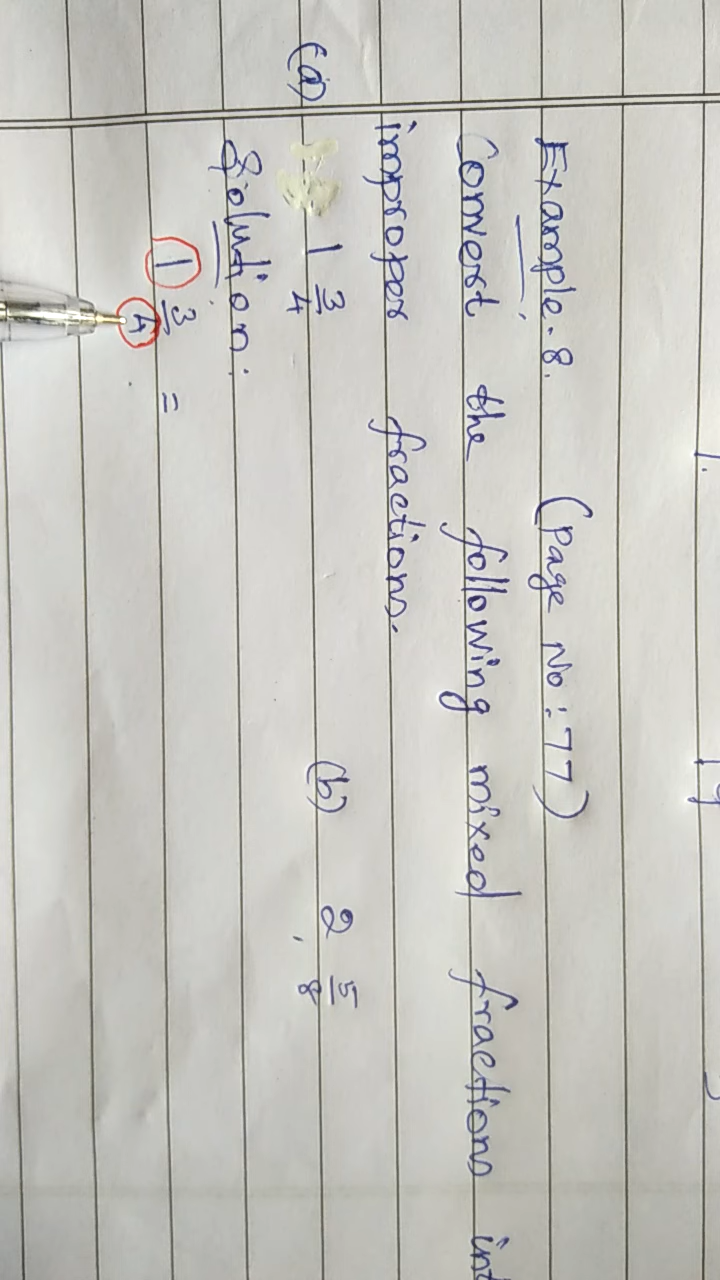 Example.8. (Page No:77)
Convert the following mixed fractions int
improper fractions.
(a) 1 3/4 (b) 2 5/8
Solution:
1 3/4 =